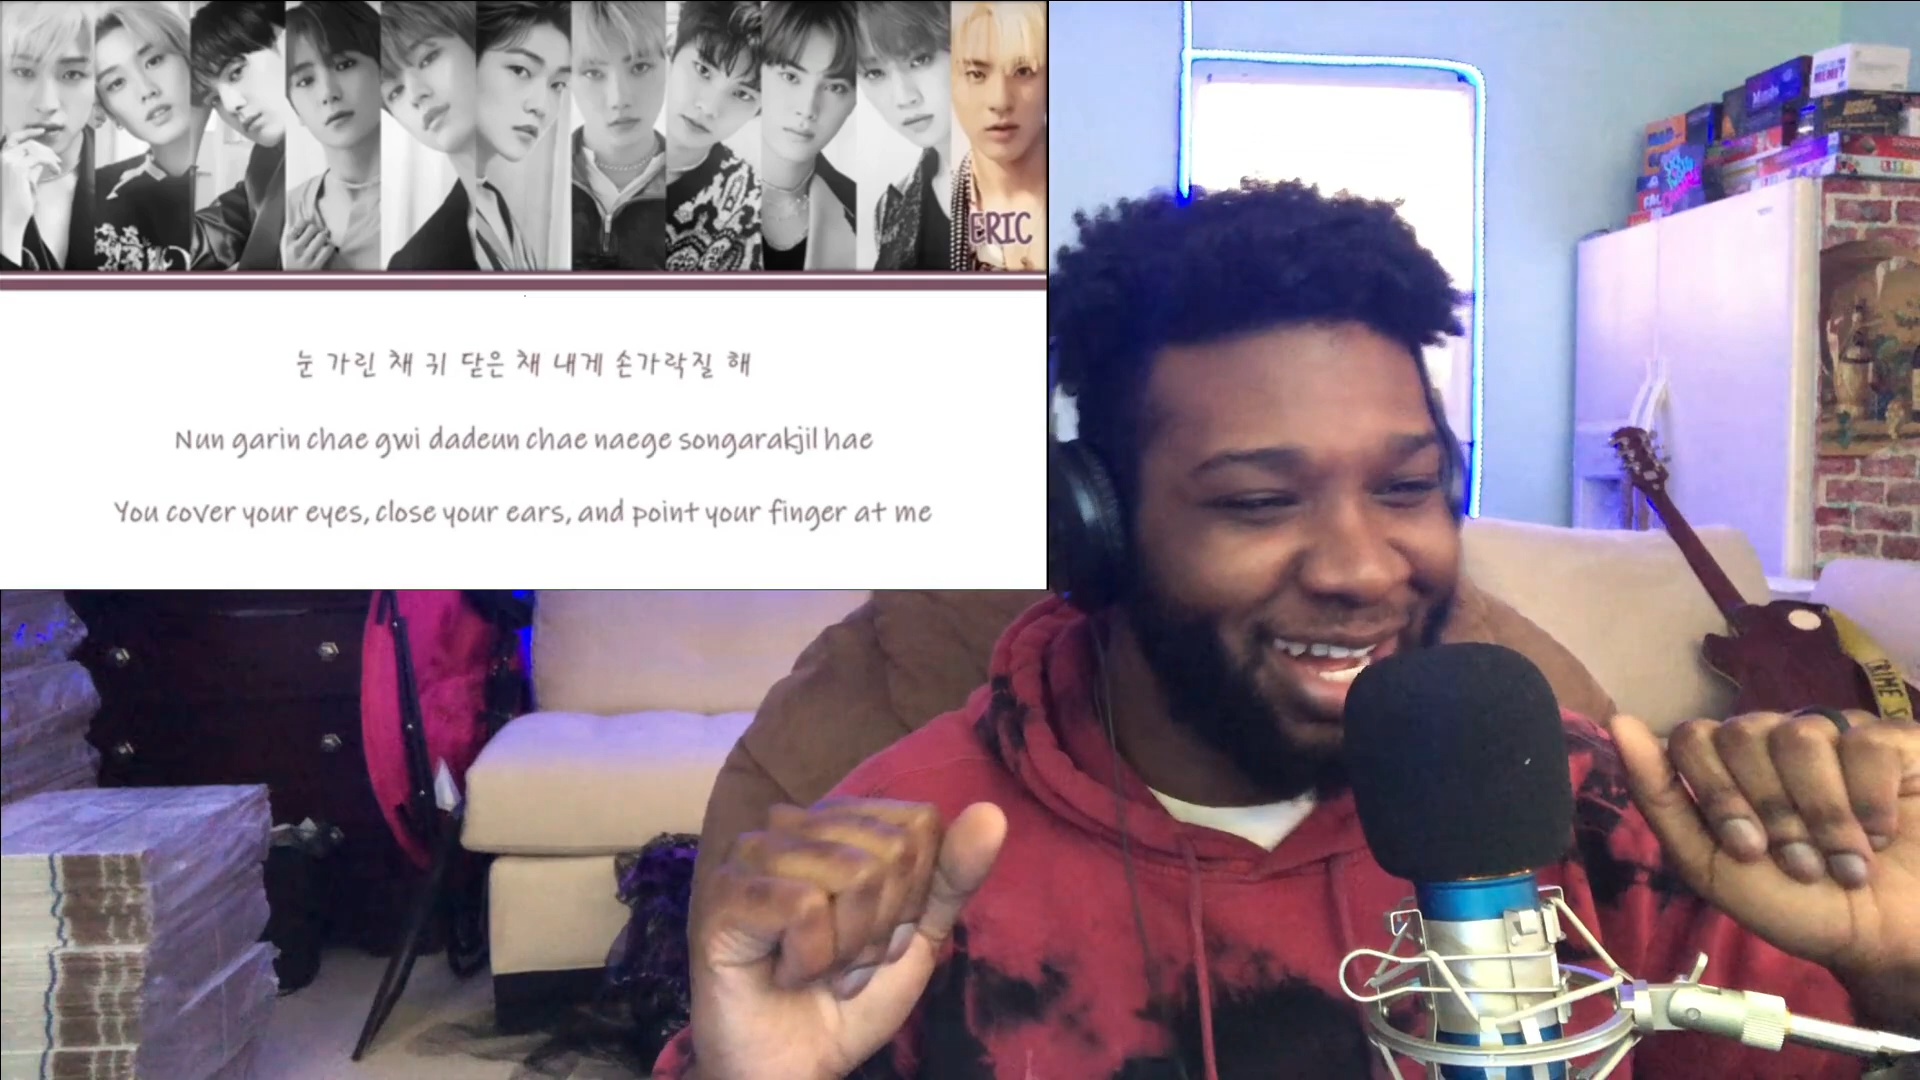 ERIC
눈 가린 채 귀 닫은 채 내게 손가락질 해
Nun garin chae gwi dadeun chae naege songarakjil hae
You cover your eyes, close your ears, and point your finger at me